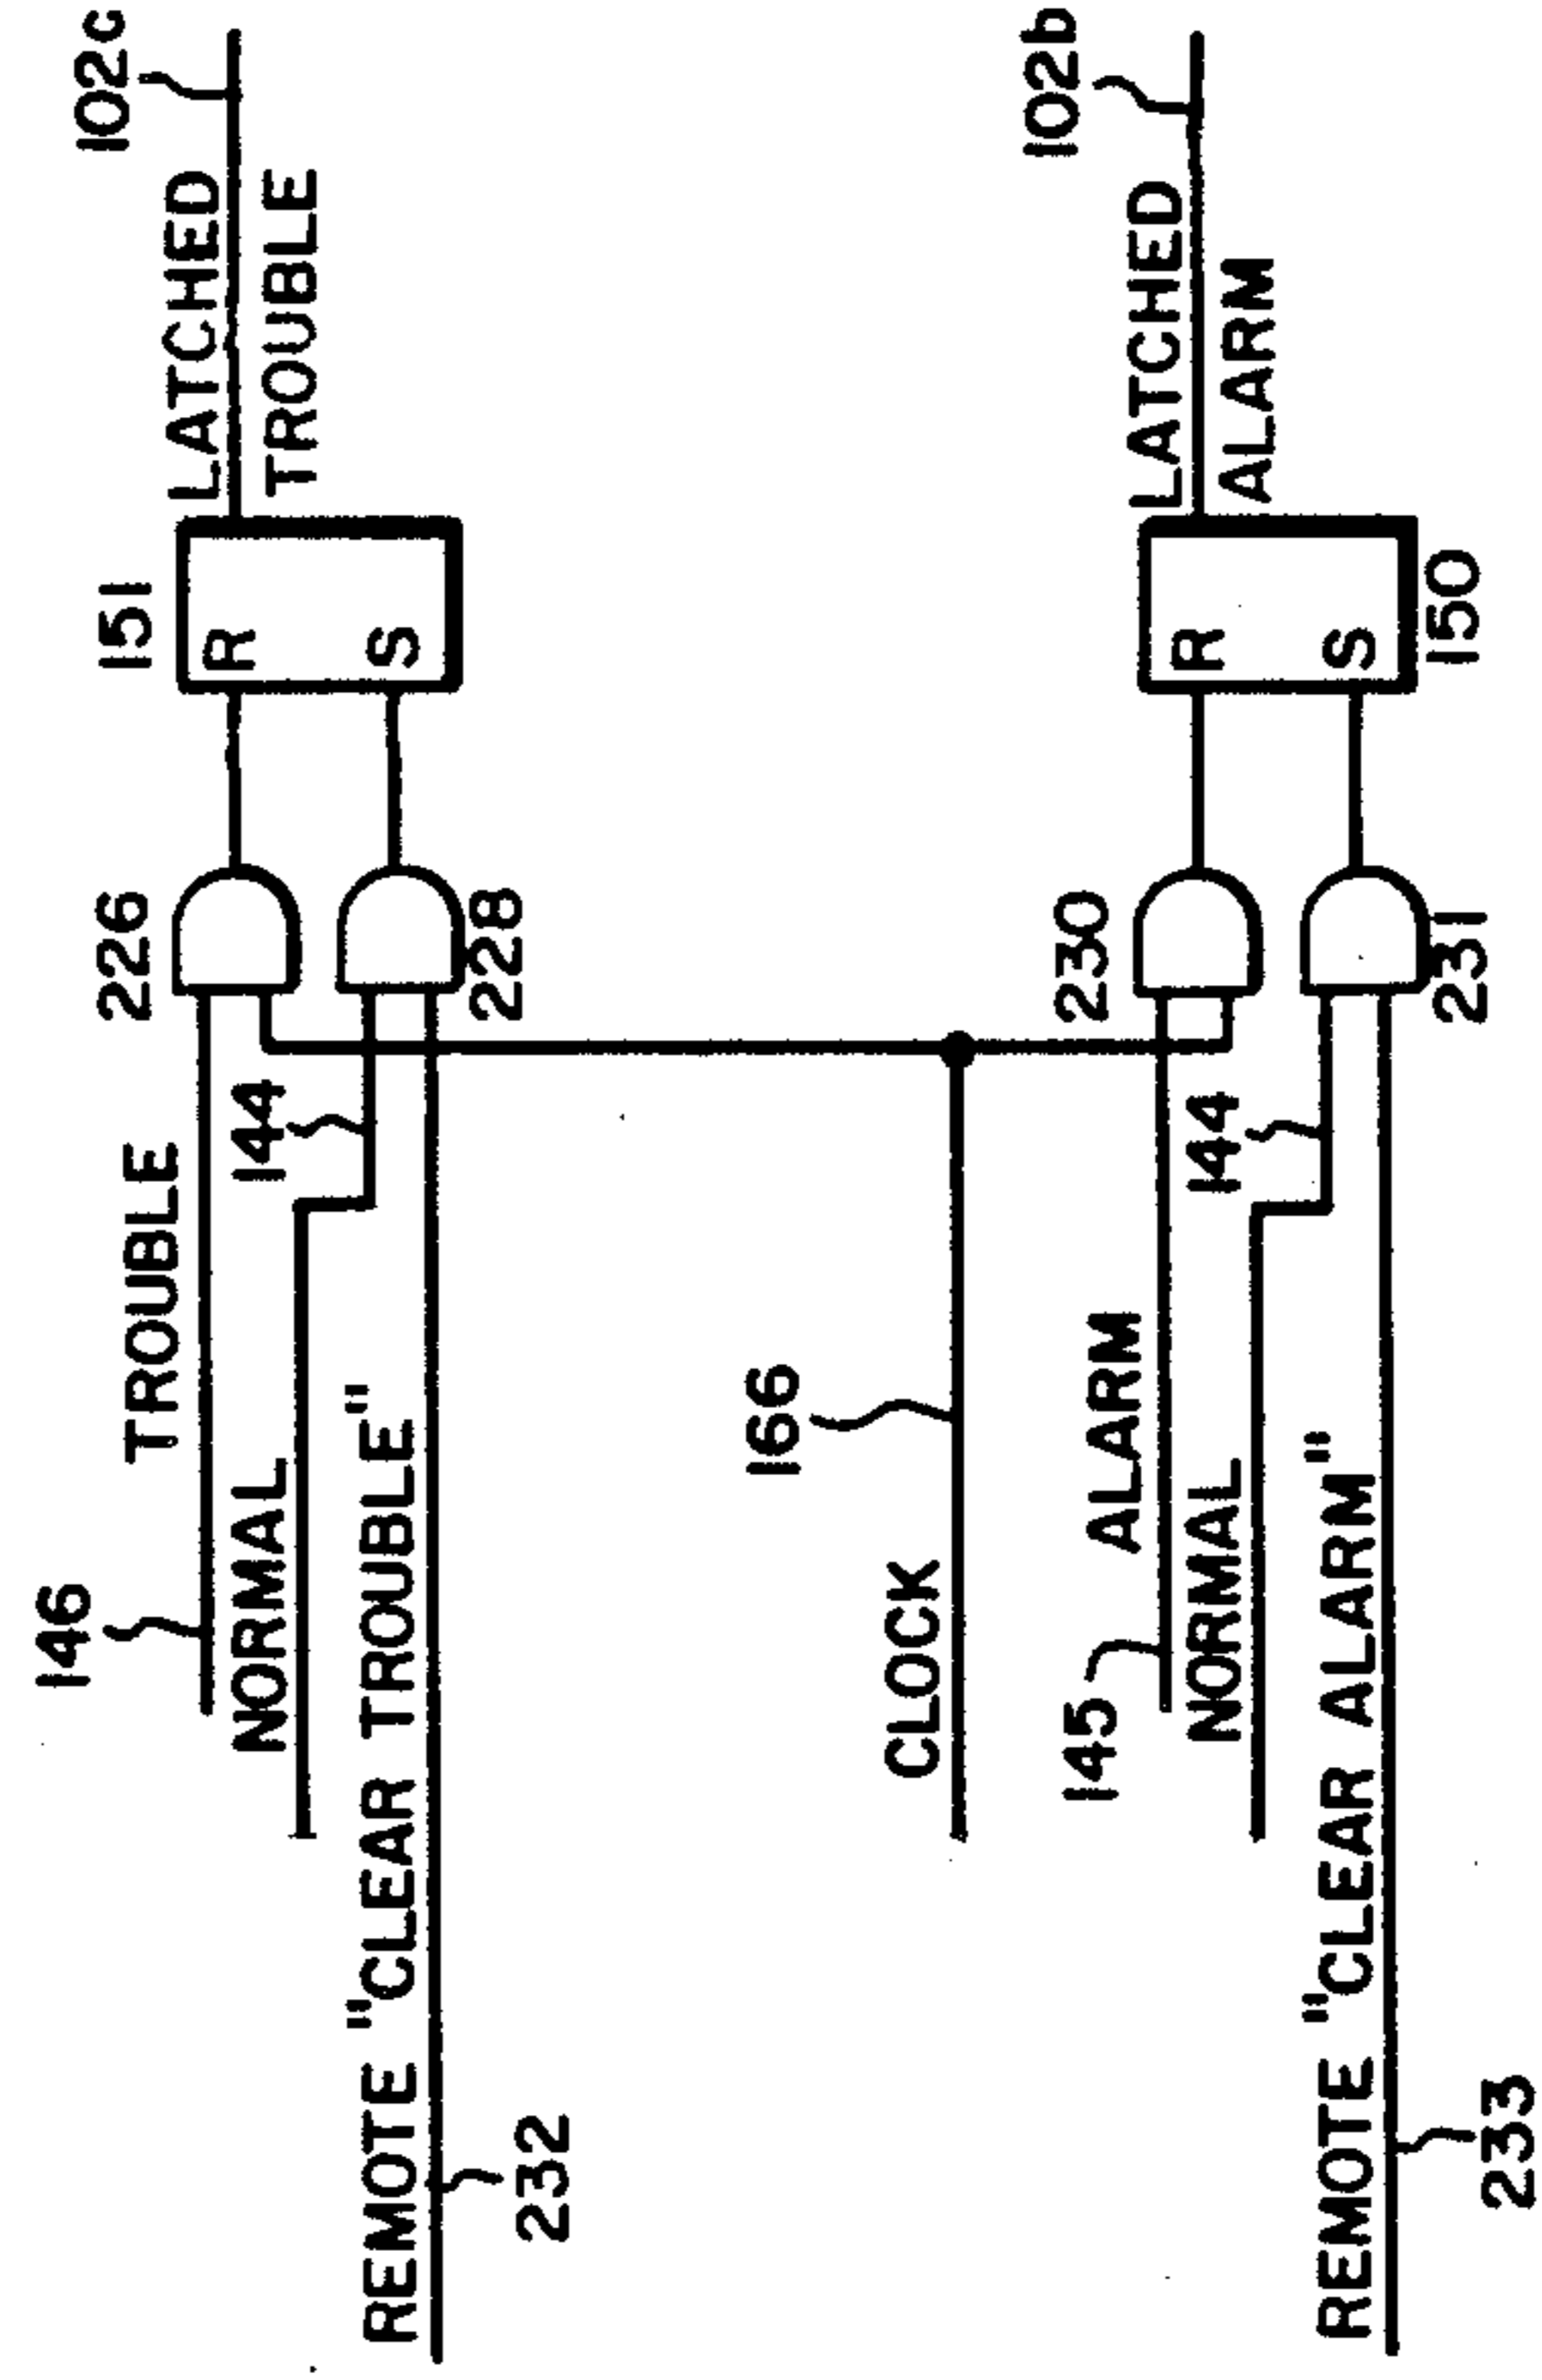 146
TROUBLE
226
151
LATCHED
102c
R
TROUBLE
NORMAL
144
REMOTE "CLEAR TROUBLE"
S
232
228
166
CLOCK
145
ALARM
230
LATCHED
102b
R
ALARM
NORMAL
144
REMOTE "CLEAR ALARM"
S
233
231
150